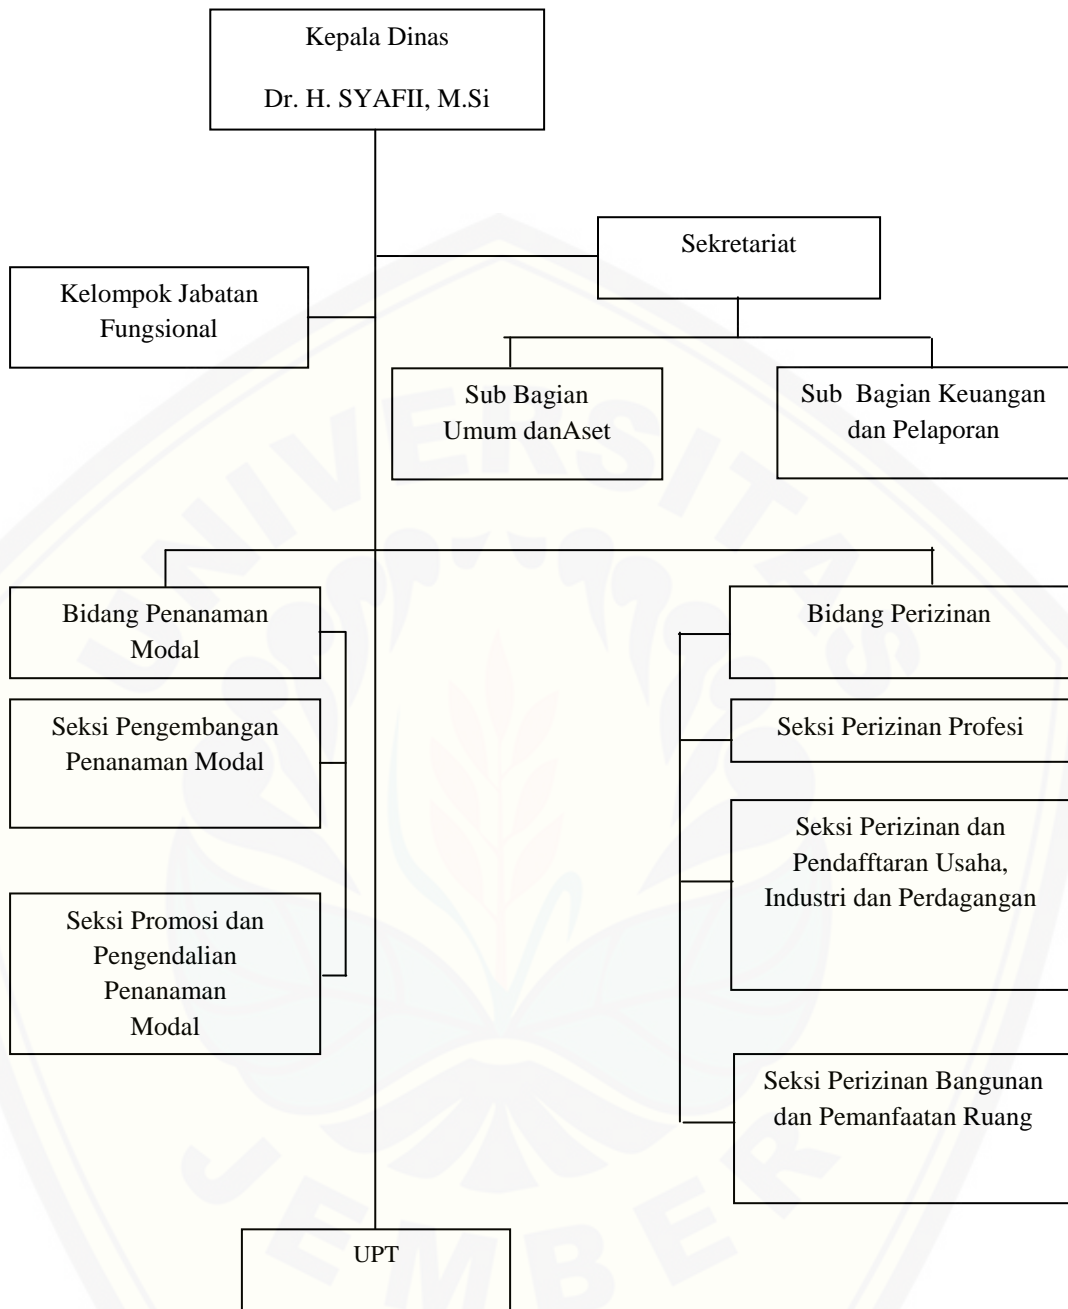 Kepala Dinas
Dr. H. SYAFII, M.Si
Sekretariat
Kelompok Jabatan
Fungsional
Sub Bagian
Umum danAset
Sub Bagian Keuangan
dan Pelaporan
Bidang Penanaman
Modal
Bidang Perizinan
Seksi Pengembangan
Penanaman Modal
Seksi Perizinan Profesi
Seksi Perizinan dan
Pendafftaran Usaha,
Industri dan Perdagangan
Seksi Promosi dan
Pengendalian
Penanaman
Modal
Seksi Perizinan Bangunan
dan Pemanfaatan Ruang
UPT
UNIVERSITAS
JEMBER